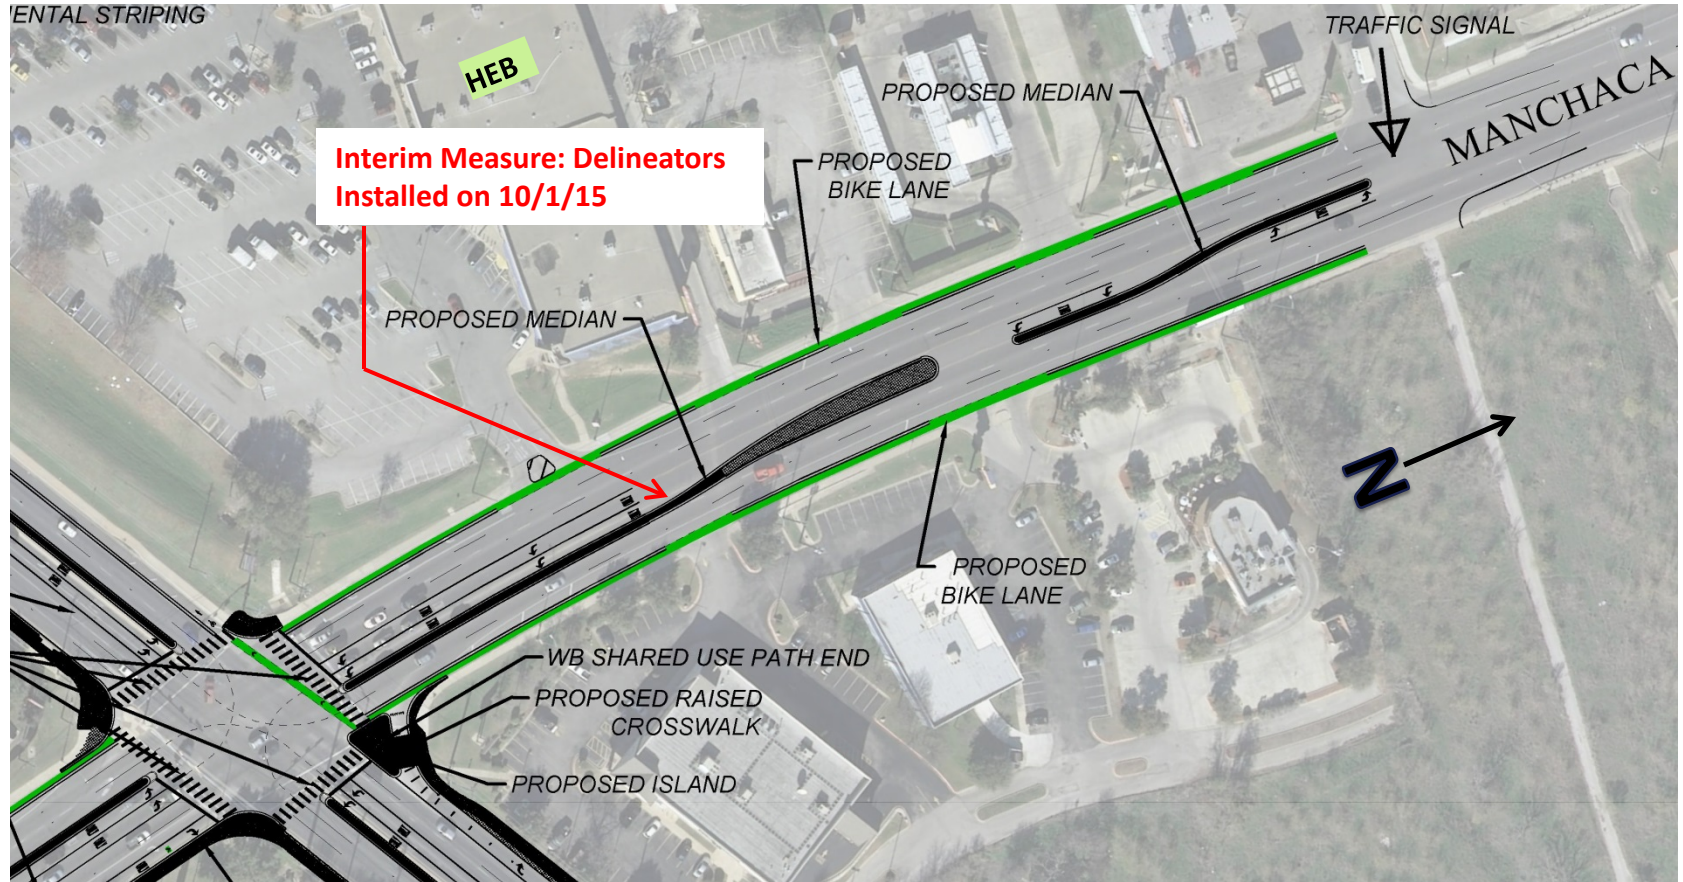 ENTAL STRIPING
TRAFFIC SIGNAL
HEB
PROPOSED MEDIAN
MANCHACA
Interim Measure: Delineators
Installed on 10/1/15
PROPOSED
BIKE LANE
PROPOSED MEDIAN
N
PROPOSED
BIKE LANE
WB SHARED USE PATH END
PROPOSED RAISED
CROSSWALK
PROPOSED ISLAND